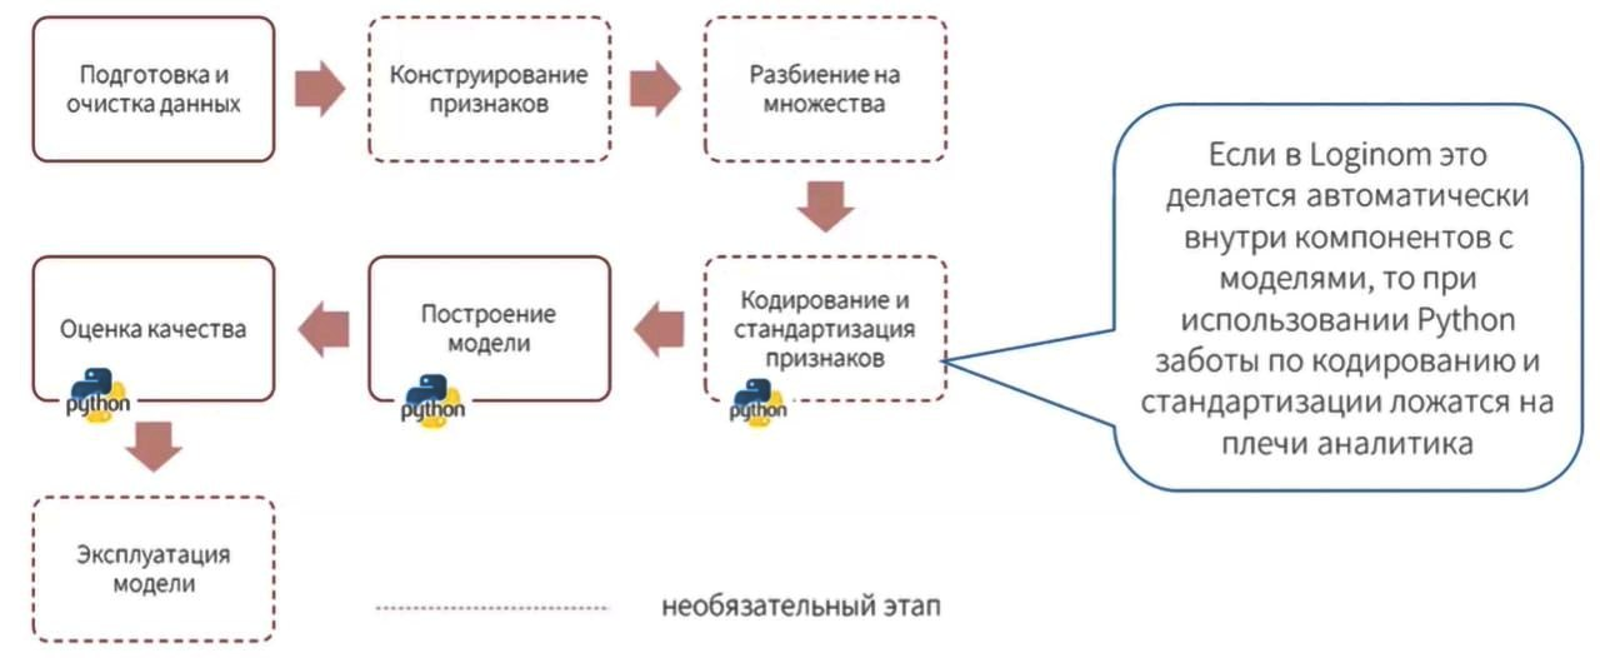 Подготовка и
очистка данных
Конструирование
признаков
Разбиение на
множества
Если в Loginom это
делается автоматически
внутри компонентов с
моделями, то при
использовании Python
заботы по кодированию и
стандартизации ложатся на
плечи аналитика
Кодирование и
стандартизация
признаков
python
Построение
модели
python
Оценка качества
python
Эксплуатация
модели
необязательный этап